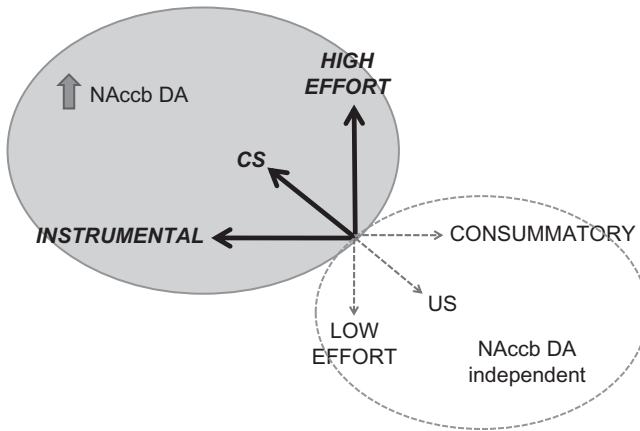 HIGH
EFFORT
NAccb DA
CS
INSTRUMENTAL
CONSUMMATORY
US
LOW
EFFORT
NAccb DA
independent